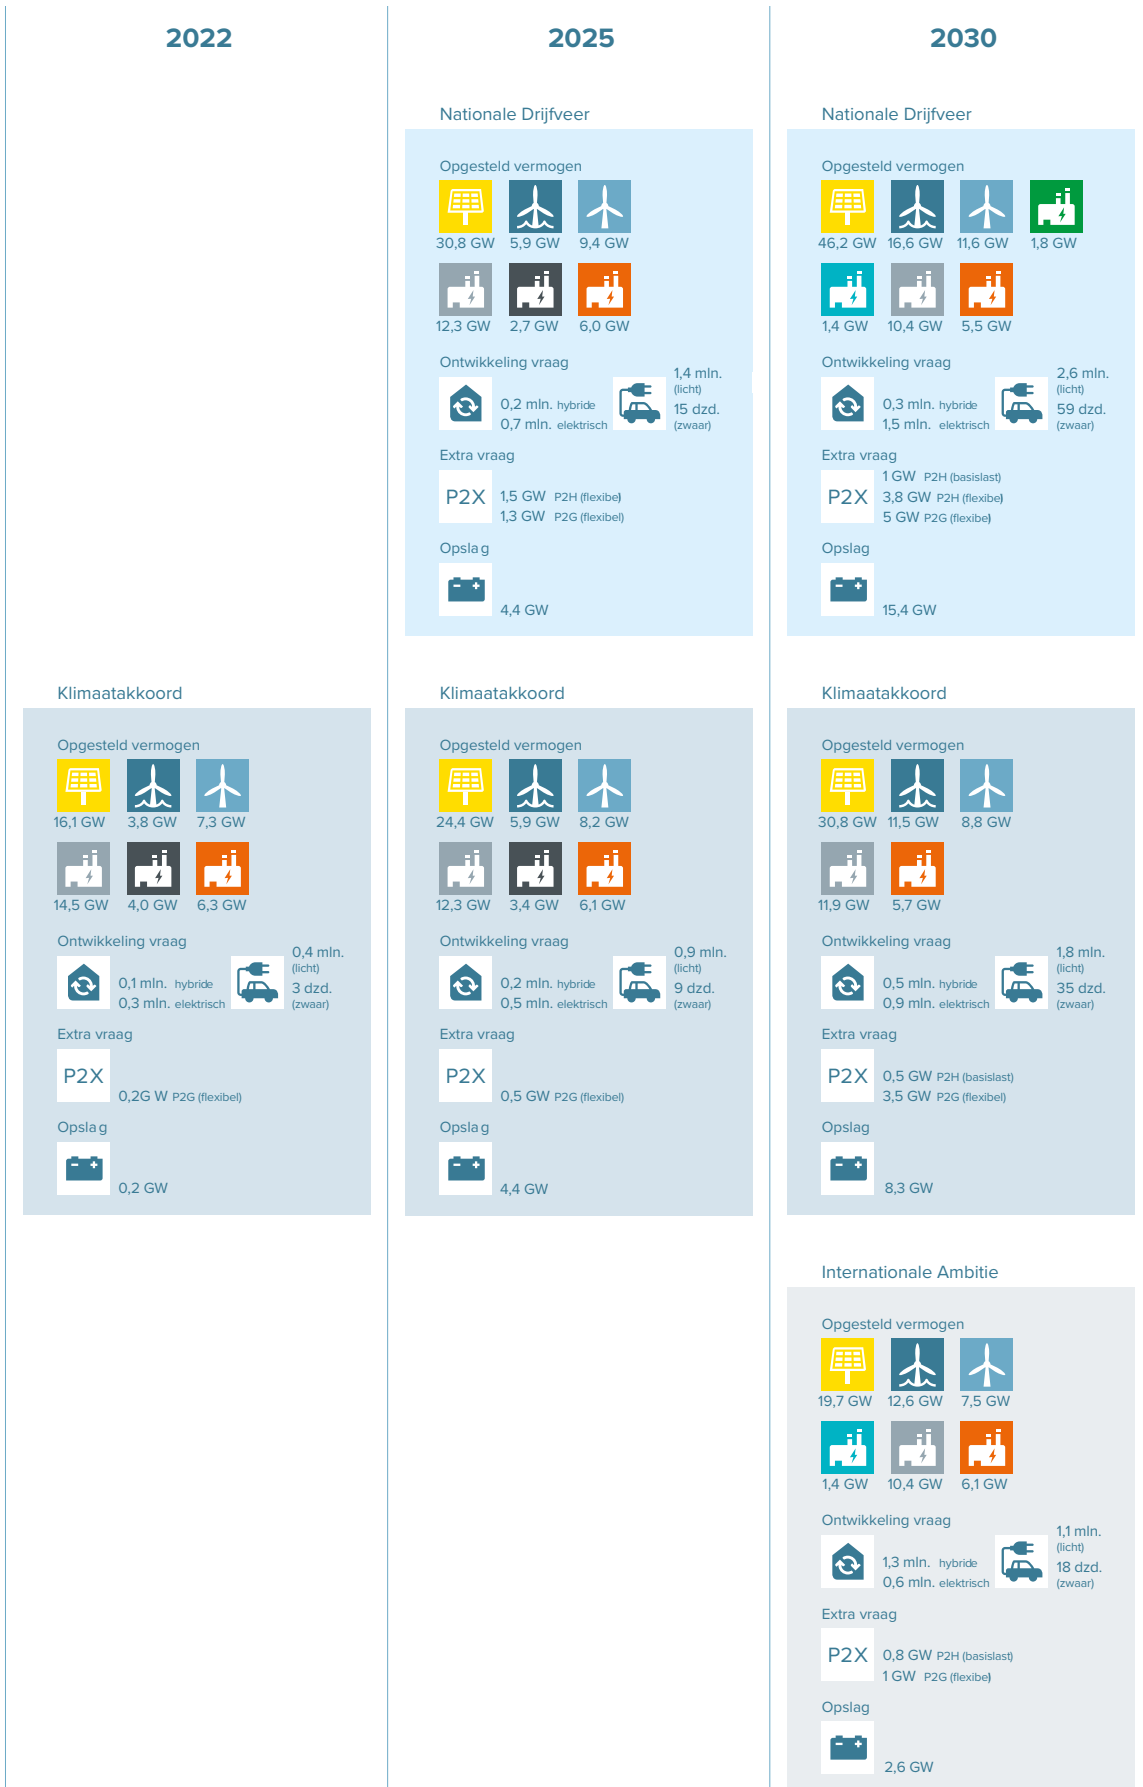 2022
2025
2030
Nationale Drijfveer
Opgesteld vermogen
30,8 GW 5,9 GW 9,4 GW
12,3 GW 2,7 GW 6,0 GW
Ontwikkeling vraag
0,2 mln. hybride
0,7 mln. elektrisch
1,4 mln.
(licht)
15 dzd.
(zwaar)
Extra vraag
P2X
1,5 GW P2H (flexibel)
1,3 GW P2G (flexibel)
Opslag
4,4 GW
Nationale Drijfveer
Opgesteld vermogen
46,2 GW 16,6 GW 11,6 GW 1,8 GW
1,4 GW 10,4 GW 5,5 GW
Ontwikkeling vraag
0,3 mln. hybride
1,5 mln. elektrisch
2,6 mln.
(licht)
59 dzd.
(zwaar)
Extra vraag
P2X
1 GW P2H (basislast)
3,8 GW P2H (flexibel)
5 GW P2G (flexibel)
Opslag
15,4 GW
Klimaatakkoord
Opgesteld vermogen
16,1 GW 3,8 GW 7,3 GW
14,5 GW 4,0 GW 6,3 GW
Ontwikkeling vraag
0,1 mln. hybride
0,3 mln. elektrisch
0,4 mln.
(licht)
3 dzd.
(zwaar)
Extra vraag
P2X
0,2G W P2G (flexibel)
Opslag
0,2 GW
Klimaatakkoord
Opgesteld vermogen
24,4 GW 5,9 GW 8,2 GW
12,3 GW 3,4 GW 6,1 GW
Ontwikkeling vraag
0,2 mln. hybride
0,5 mln. elektrisch
0,9 mln.
(licht)
9 dzd.
(zwaar)
Extra vraag
P2X
0,5 GW P2G (flexibel)
Opslag
4,4 GW
Klimaatakkoord
Opgesteld vermogen
30,8 GW 11,5 GW 8,8 GW
11,9 GW 5,7 GW
Ontwikkeling vraag
0,5 mln. hybride
0,9 mln. elektrisch
1,8 mln.
(licht)
35 dzd.
(zwaar)
Extra vraag
P2X
0,5 GW P2H (basislast)
3,5 GW P2G (flexibel)
Opslag
8,3 GW
Internationale Ambitie
Opgesteld vermogen
19,7 GW 12,6 GW 7,5 GW
1,4 GW 10,4 GW 6,1 GW
Ontwikkeling vraag
1,3 mln. hybride
0,6 mln. elektrisch
1,1 mln.
(licht)
18 dzd.
(zwaar)
Extra vraag
P2X
0,8 GW P2H (basislast)
1 GW P2G (flexibel)
Opslag
2,6 GW